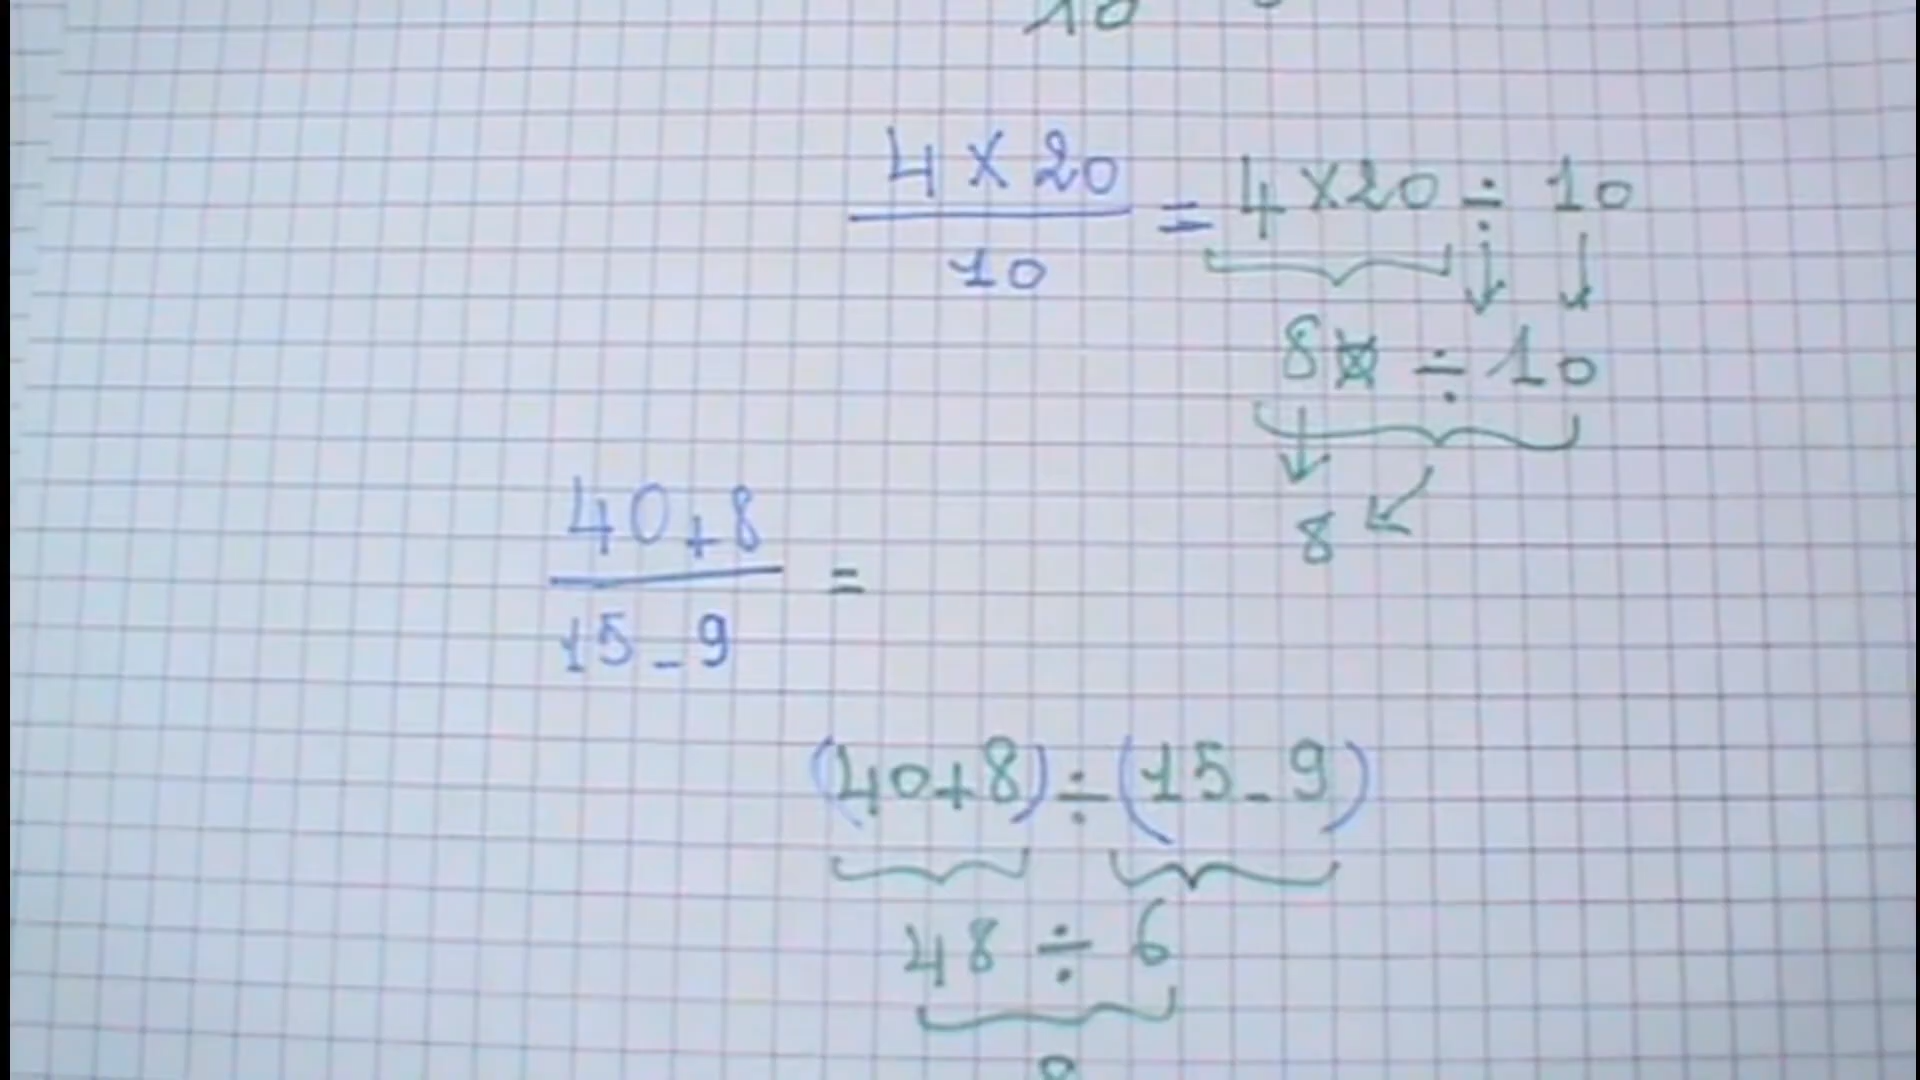 10
4 × 20 / 10 = 4 × 20 ÷ 10
80 ÷ 10
8
40 + 8 / 15 - 9 =
(40 + 8) ÷ (15 - 9)
48 ÷ 6